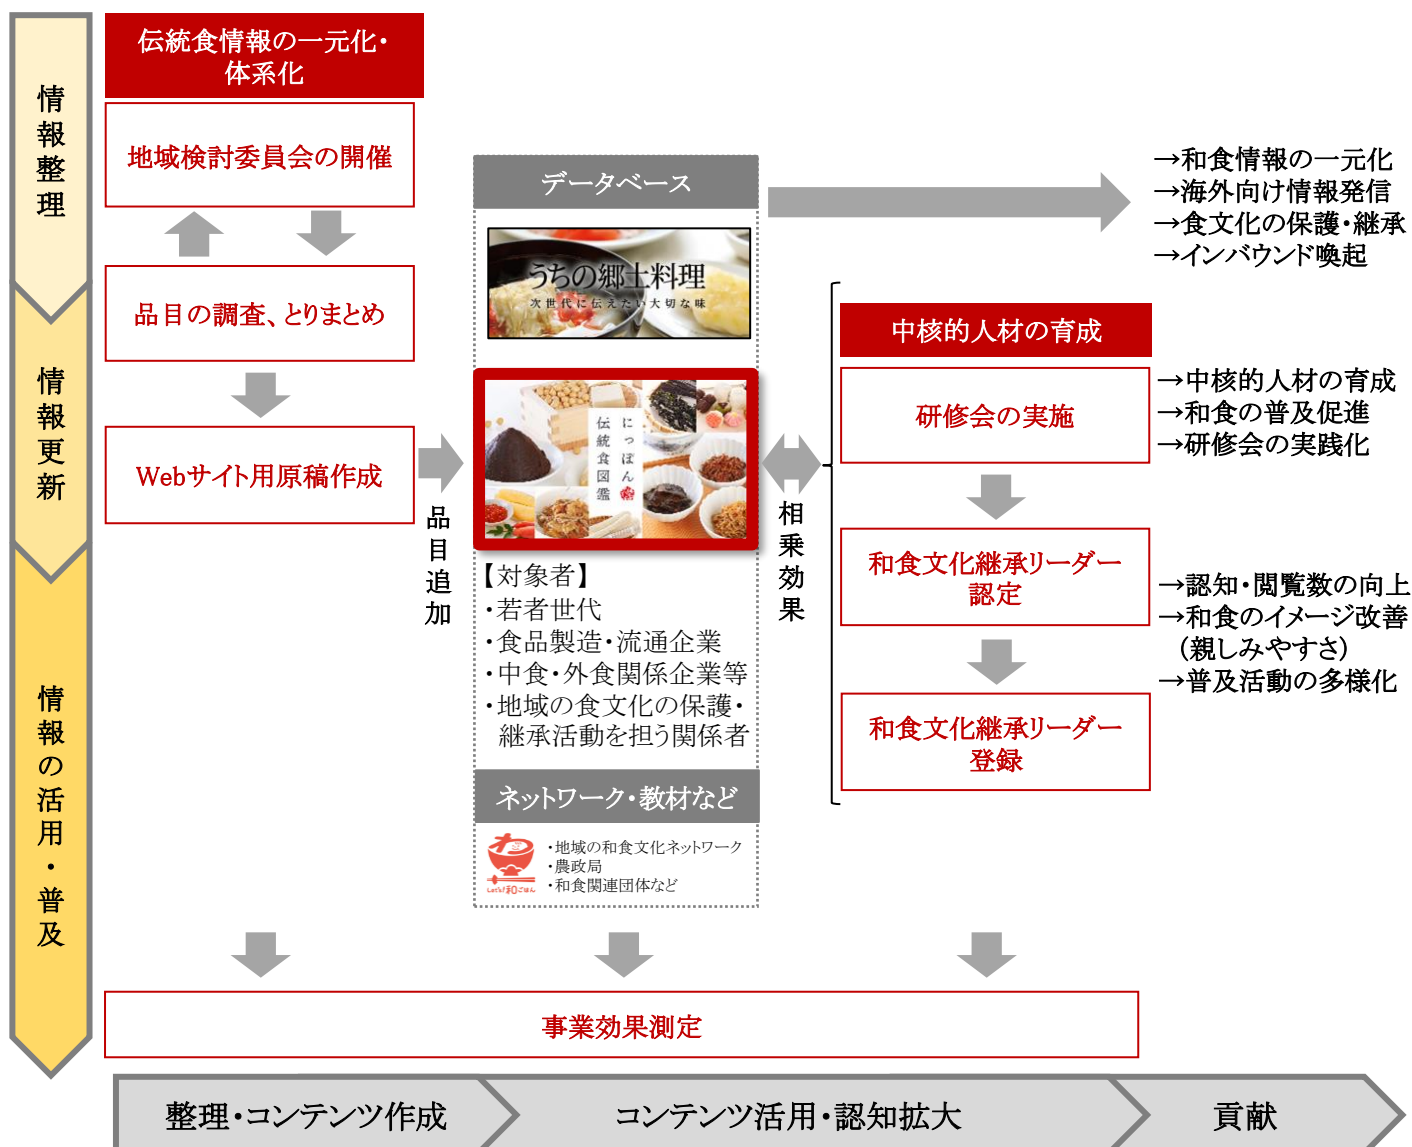 情報整理
情報更新
情報の活用・普及
伝統食情報の一元化・
体系化
地域検討委員会の開催
品目の調査、とりまとめ
Webサイト用原稿作成
品目追加
データベース
うちの郷土料理
次世代に伝えたい大切な味
にっぽん
伝統食図鑑
【対象者】
・若者世代
・食品製造・流通企業
・中食・外食関係企業等
・地域の食文化の保護・
継承活動を担う関係者
ネットワーク・教材など
Let's!和ごはん
・地域の和食文化ネットワーク
・農政局
・和食関連団体など
相乗効果
→和食情報の一元化
→海外向け情報発信
→食文化の保護・継承
→インバウンド喚起
中核的人材の育成
研修会の実施
→中核的人材の育成
→和食の普及促進
→研修会の実践化
和食文化継承リーダー
認定
→認知・閲覧数の向上
→和食のイメージ改善
（親しみやすさ）
→普及活動の多様化
和食文化継承リーダー
登録
事業効果測定
整理・コンテンツ作成
コンテンツ活用・認知拡大
貢献